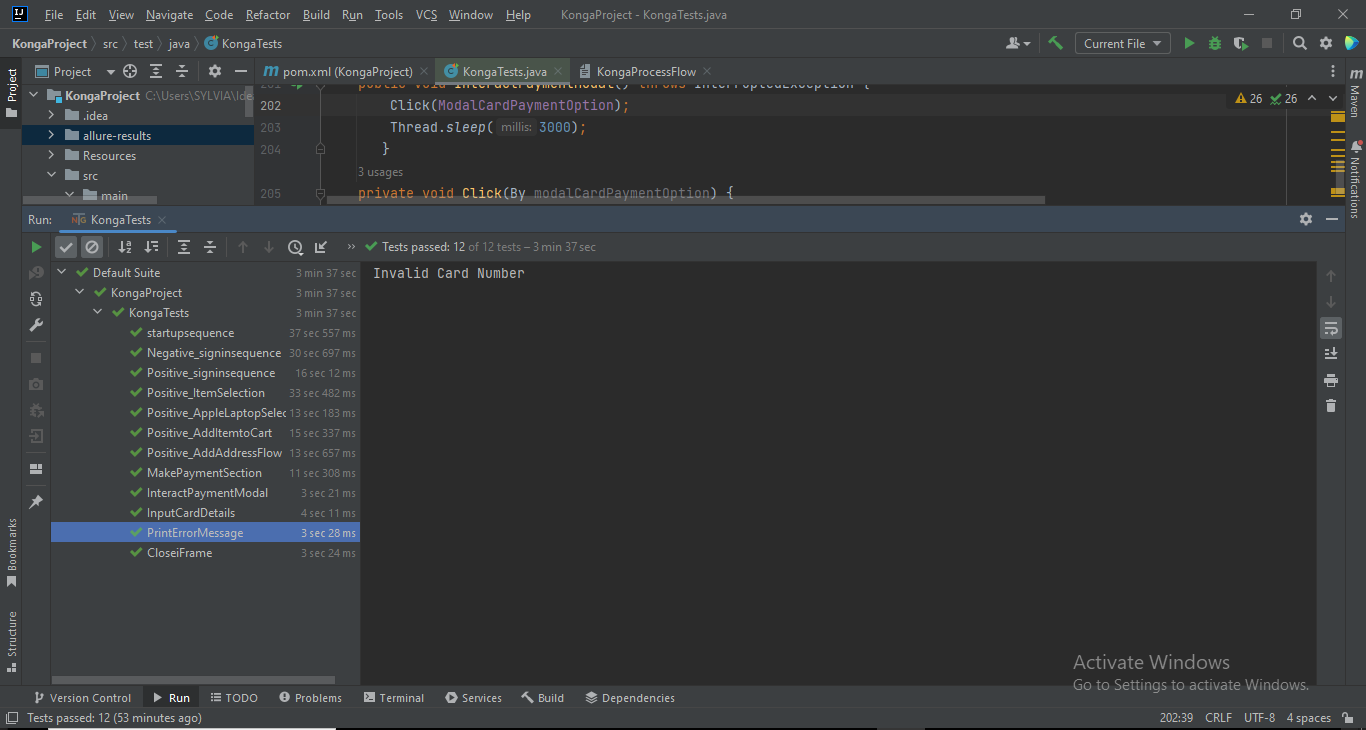 File Edit View Navigate Code Refactor Build Run Tools VCS Window Help KongaProject - KongaTests.java
KongaProject src test java KongaTests Current File
Project pom.xml (KongaProject) KongaTests.java KongaProcessFlow
Project
KongaProject C:\Users\SYLVIA\Ide
.idea
allure-results
Resources
src
main
201 public void InteractPaymentModal() throws InterruptedException {
202 Click(ModalCardPaymentOption);
203 Thread.sleep( millis: 3000);
204 }
3 usages
205 private void Click(By modalCardPaymentOption) {
26 26
Maven
Notifications
Run: KongaTests
Tests passed: 12 of 12 tests – 3 min 37 sec
Default Suite 3 min 37 sec
KongaProject 3 min 37 sec
KongaTests 3 min 37 sec
startupsequence 37 sec 557 ms
Negative_signinsequence 30 sec 697 ms
Positive_signinsequence 16 sec 12 ms
Positive_ItemSelection 33 sec 482 ms
Positive_AppleLaptopSelec 13 sec 183 ms
Positive_AddItemtoCart 15 sec 337 ms
Positive_AddAddressFlow 13 sec 657 ms
MakePaymentSection 11 sec 308 ms
InteractPaymentModal 3 sec 21 ms
InputCardDetails 4 sec 11 ms
PrintErrorMessage 3 sec 28 ms
CloseiFrame 3 sec 24 ms
Invalid Card Number
Bookmarks
Structure
Activate Windows
Go to Settings to activate Windows.
Version Control Run TODO Problems Terminal Services Build Dependencies
Tests passed: 12 (53 minutes ago) 202:39 CRLF UTF-8 4 spaces